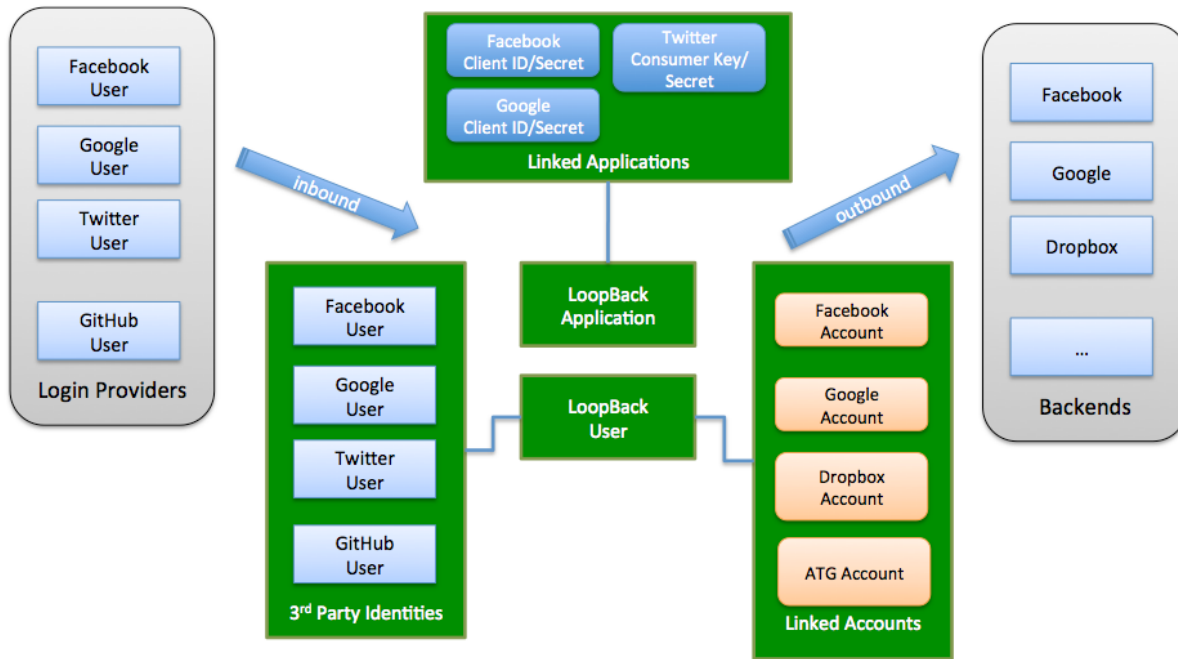 Facebook
User
Google
User
Twitter
User
GitHub
User
Login Providers
inbound
Facebook
Client ID/Secret
Twitter
Consumer Key/
Secret
Google
Client ID/Secret
Linked Applications
outbound
Facebook
Google
Dropbox
...
Backends
Facebook
User
Google
User
Twitter
User
GitHub
User
3rd Party Identities
LoopBack
Application
LoopBack
User
Facebook
Account
Google
Account
Dropbox
Account
ATG Account
Linked Accounts